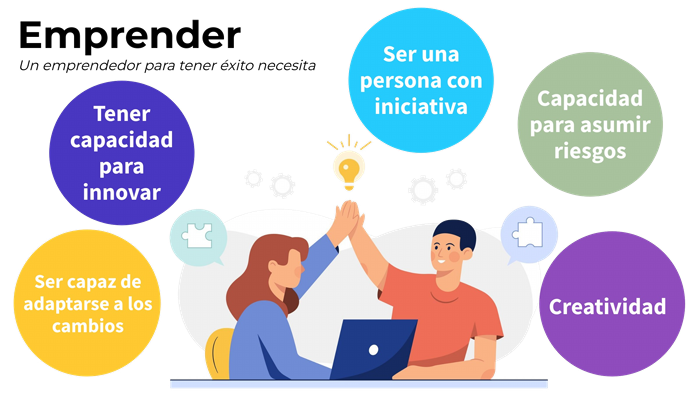 Emprender
Un emprendedor para tener éxito necesita
Ser una
persona con
iniciativa
Tener
capacidad
para
innovar
Capacidad
para asumir
riesgos
Ser capaz de
adaptarse a los
cambios
Creatividad